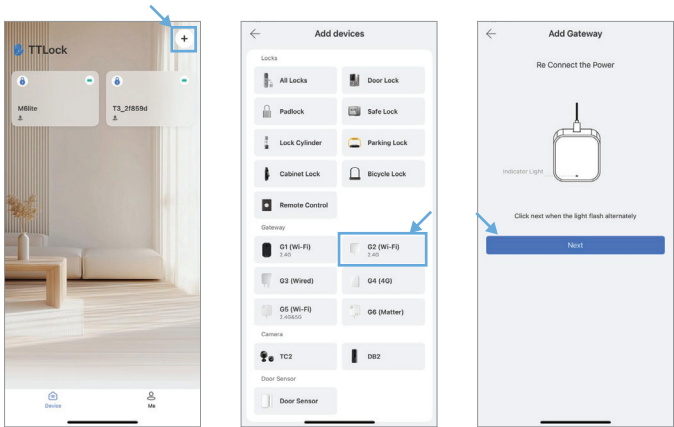 TTLock
+
M6lite
T3_2f859d
Device
Me
Add devices
Locks
All Locks
Door Lock
Padlock
Safe Lock
Lock Cylinder
Parking Lock
Cabinet Lock
Bicycle Lock
Remote Control
Gateway
G1 (Wi-Fi)
2.4G
G2 (Wi-Fi)
2.4G
G3 (Wired)
G4 (4G)
G5 (Wi-Fi)
2.4G&5G
G6 (Matter)
Camera
TC2
DB2
Door Sensor
Door Sensor
Add Gateway
Re Connect the Power
Indicator Light
Click next when the light flash alternately
Next